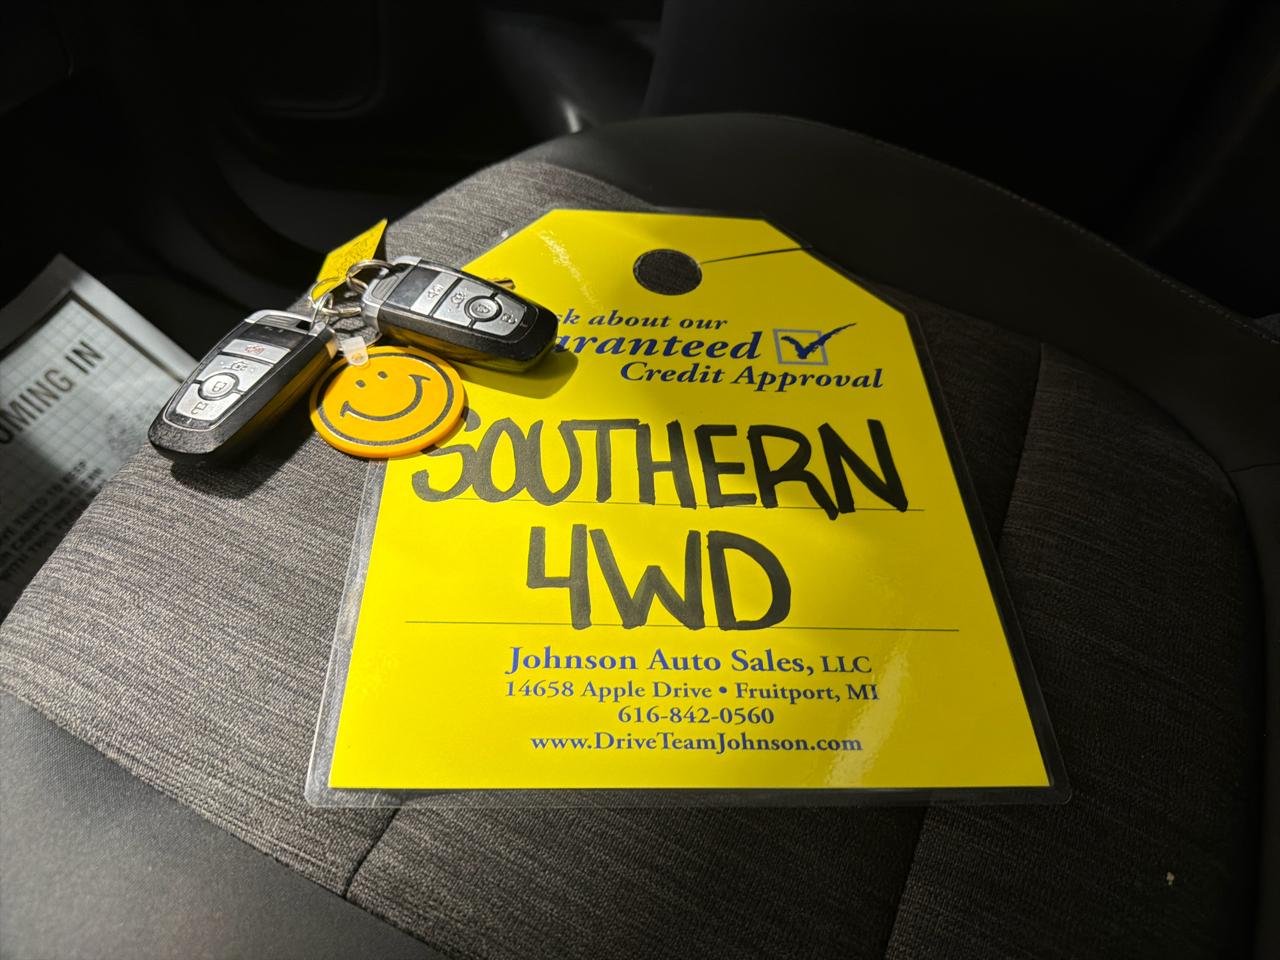 OMING IN
sk about our
aranteed
Credit Approval
SOUTHERN
4WD
Johnson Auto Sales, LLC
14658 Apple Drive • Fruitport, MI
616-842-0560
www.DriveTeamJohnson.com